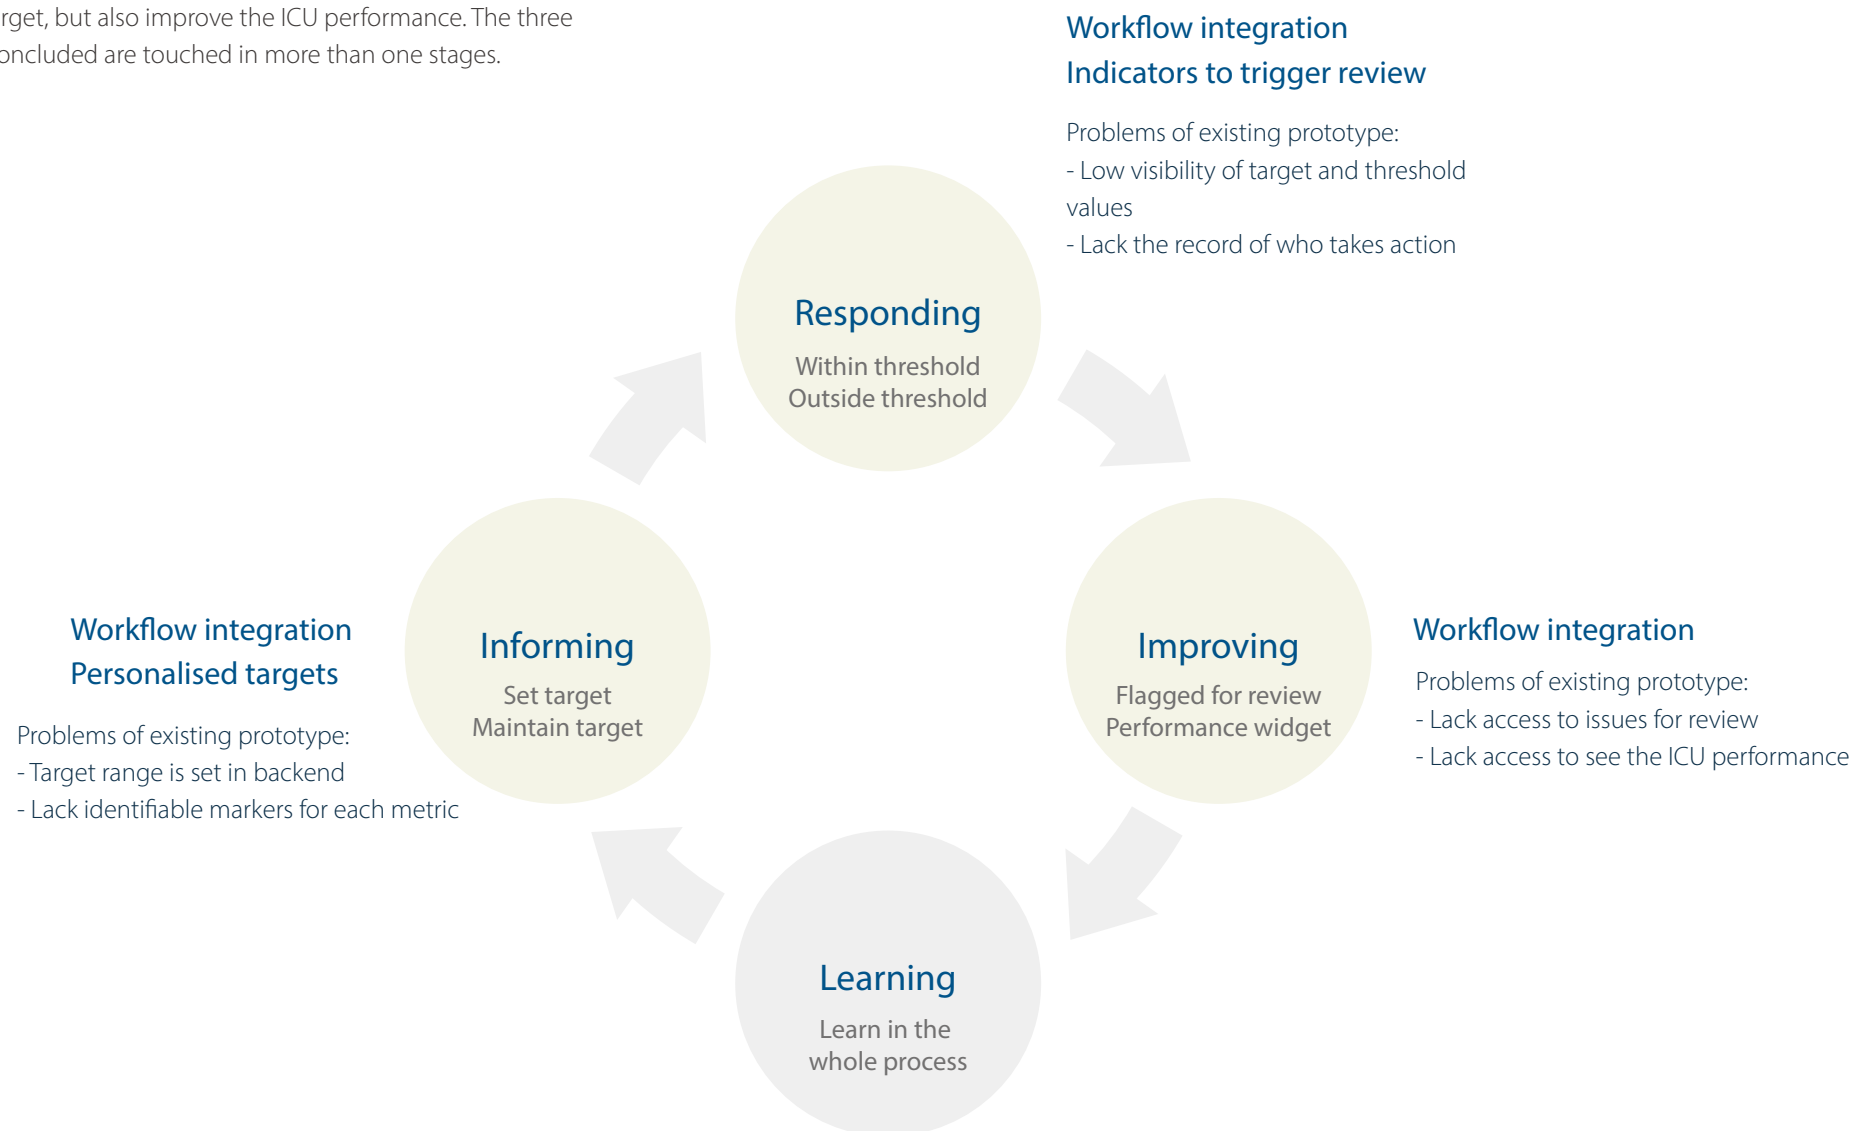 but also improve the ICU performance. The three
are touched in more than one stages.
Workflow integration
Indicators to trigger review
Problems of existing prototype:
- Low visibility of target and threshold
values
- Lack the record of who takes action
Responding
Within threshold
Outside threshold
Workflow integration
Personalised targets
Problems of existing prototype:
- Target range is set in backend
- Lack identifiable markers for each metric
Informing
Set target
Maintain target
Improving
Flagged for review
Performance widget
Workflow integration
Problems of existing prototype:
- Lack access to issues for review
- Lack access to see the ICU performance
Learning
Learn in the
whole process